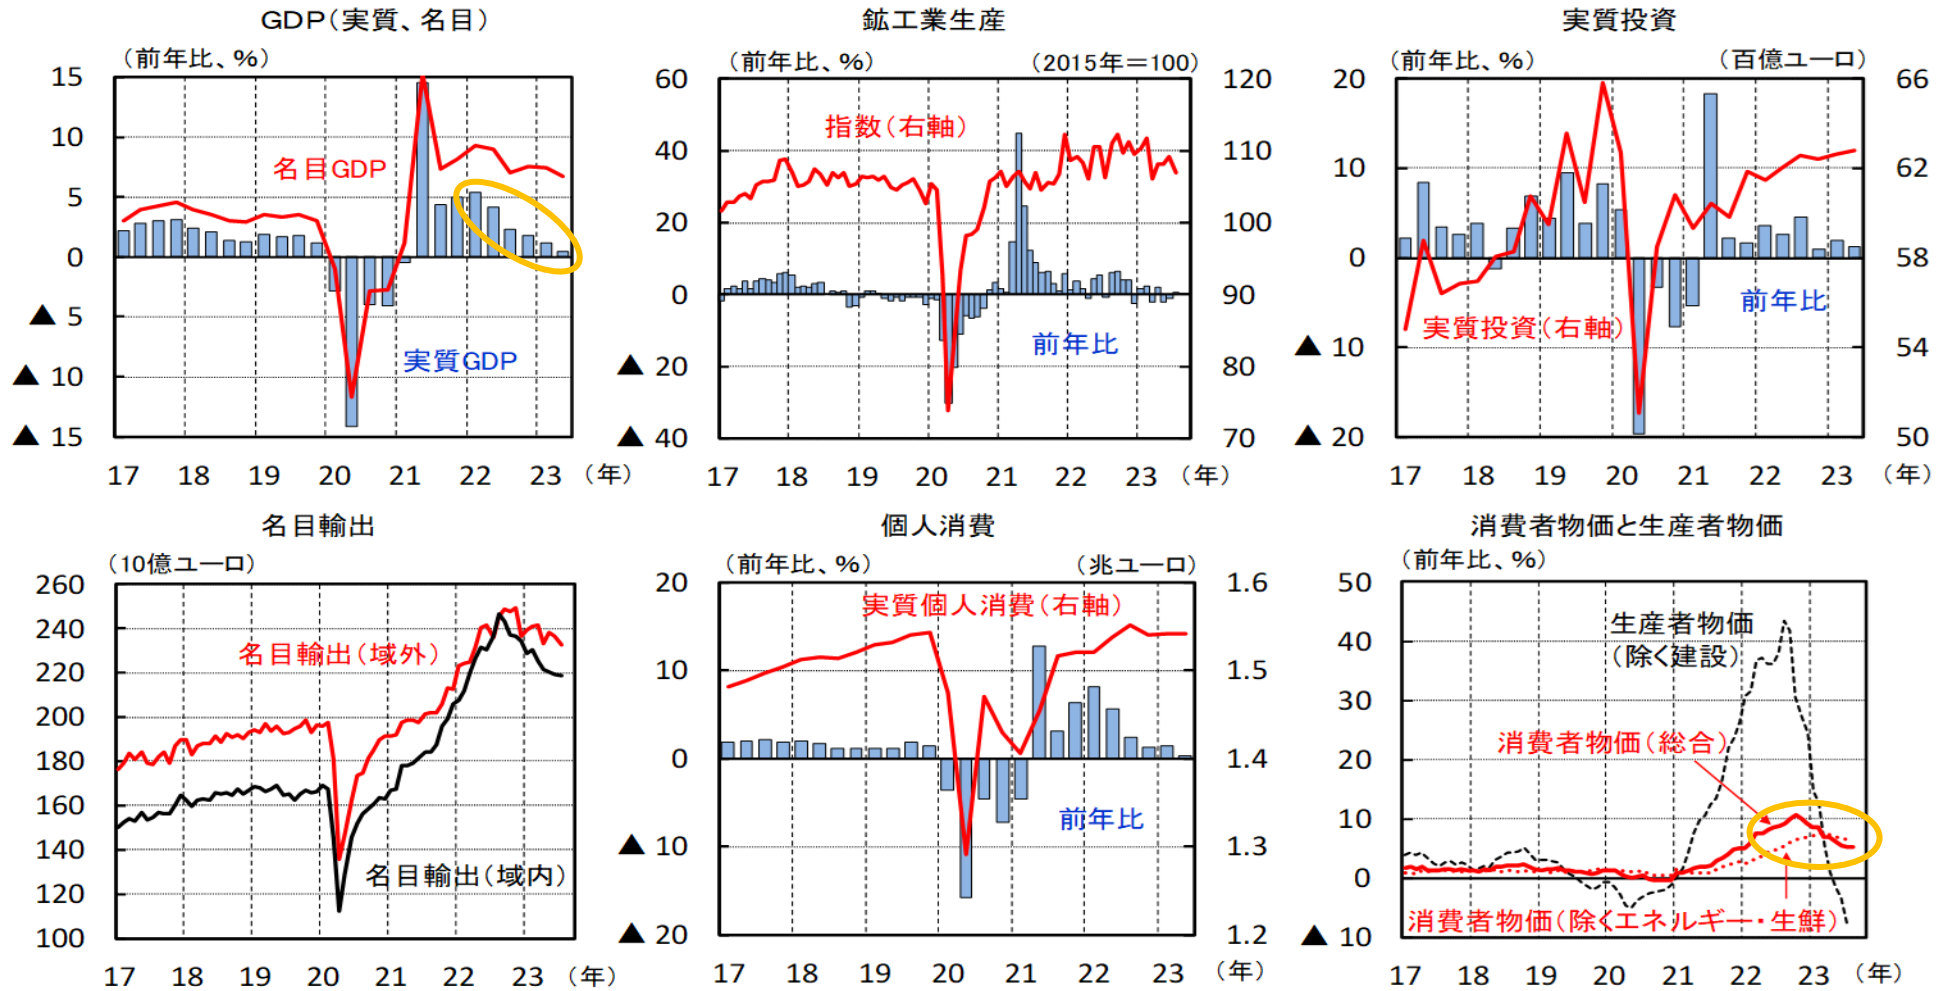 GDP(実質、名目)
(前年比、%)
15
10
5
0
▲ 5
▲ 10
▲ 15
名目GDP
実質GDP
17 18 19 20 21 22 23 (年)
鉱工業生産
(前年比、%) (2015年=100)
60 120
40 110
20 100
0 90
▲ 20 80
▲ 40 70
指数(右軸)
前年比
17 18 19 20 21 22 23 (年)
実質投資
(前年比、%) (百億ユーロ)
20 66
10 62
0 58
▲ 10 54
▲ 20 50
前年比
実質投資(右軸)
17 18 19 20 21 22 23 (年)
名目輸出
(10億ユーロ)
260
240
220
200
180
160
140
120
100
名目輸出(域外)
名目輸出(域内)
17 18 19 20 21 22 23 (年)
個人消費
(前年比、%) (兆ユーロ)
20 1.6
10 1.5
0 1.4
▲ 10 1.3
▲ 20 1.2
実質個人消費(右軸)
前年比
17 18 19 20 21 22 23 (年)
消費者物価と生産者物価
(前年比、%)
50
40
30
20
10
0
▲ 10
生産者物価
(除く建設)
消費者物価(総合)
消費者物価(除くエネルギー・生鮮)
17 18 19 20 21 22 23 (年)